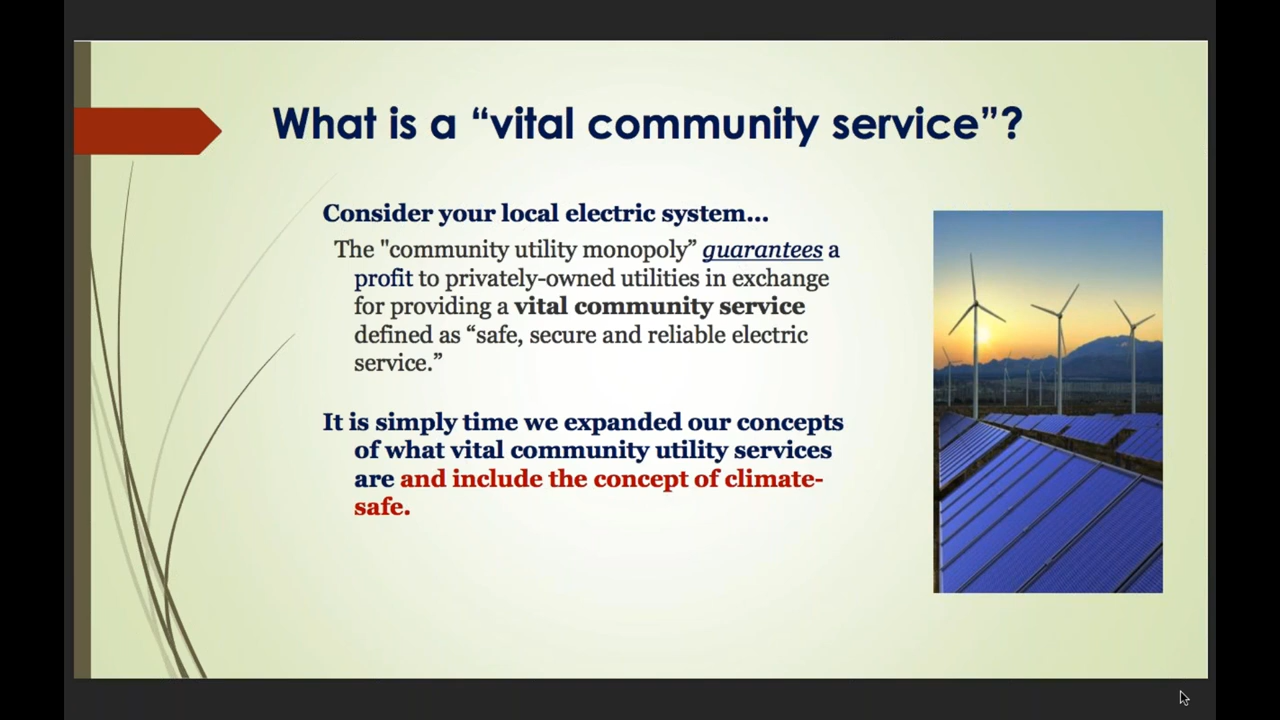 What is a “vital community service”?
Consider your local electric system...
The "community utility monopoly” guarantees a
profit to privately-owned utilities in exchange
for providing a vital community service
defined as “safe, secure and reliable electric
service.”
It is simply time we expanded our concepts
of what vital community utility services
are and include the concept of climate-
safe.